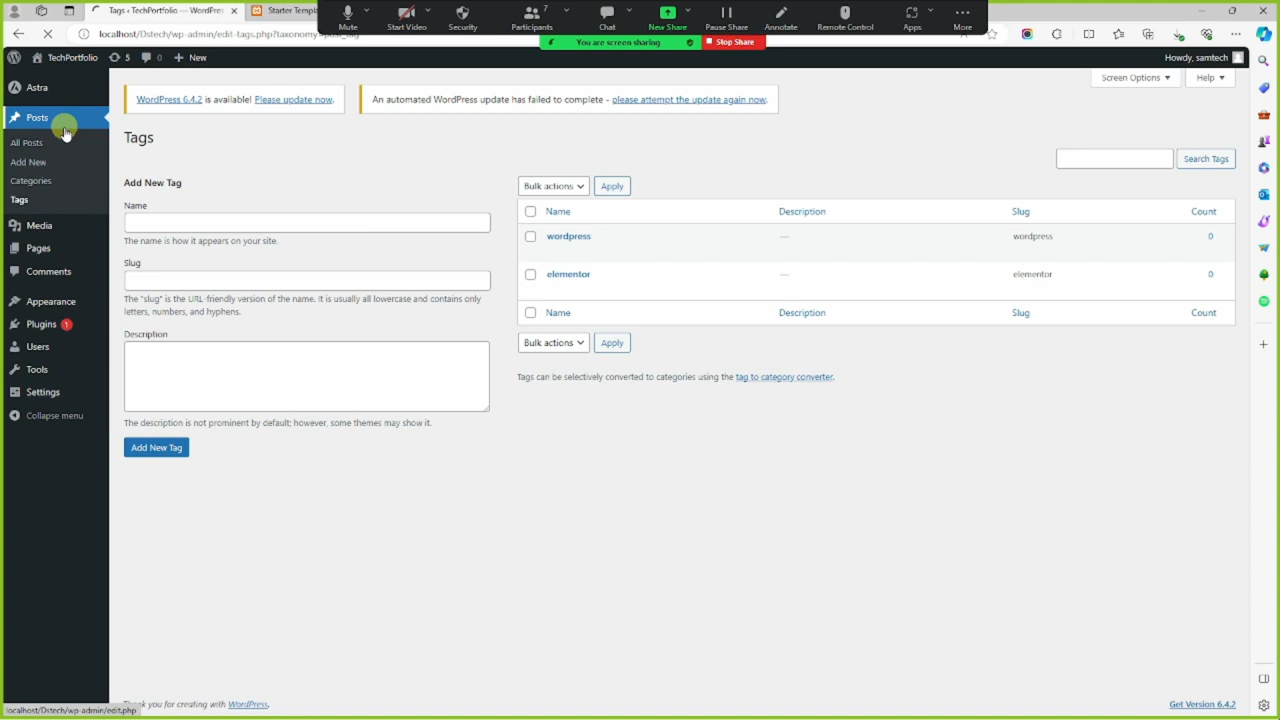 Tags ‹ TechPortfolio — WordPres
Starter Templ
Mute
Start Video
Security
7
Participants
Chat
New Share
Pause Share
Annotate
Remote Control
Apps
More
You are screen sharing
Stop Share
localhost/Dstech/wp-admin/edit-tags.php?taxonomy=post_tag
TechPortfolio
5
0
New
Howdy, samtech
Astra
Posts
All Posts
Add New
Categories
Tags
Media
Pages
Comments
Appearance
Plugins 1
Users
Tools
Settings
Collapse menu
Screen Options
Help
WordPress 6.4.2 is available! Please update now.
An automated WordPress update has failed to complete - please attempt the update again now.
Tags
Search Tags
Add New Tag
Name
The name is how it appears on your site.
Slug
The "slug" is the URL-friendly version of the name. It is usually all lowercase and contains only
letters, numbers, and hyphens.
Description
The description is not prominent by default; however, some themes may show it.
Add New Tag
Bulk actions
Apply
Name Description Slug Count
wordpress — wordpress 0
elementor — elementor 0
Name Description Slug Count
Bulk actions
Apply
Tags can be selectively converted to categories using the tag to category converter.
you for creating with WordPress.
Get Version 6.4.2
localhost/Dstech/wp-admin/edit.php